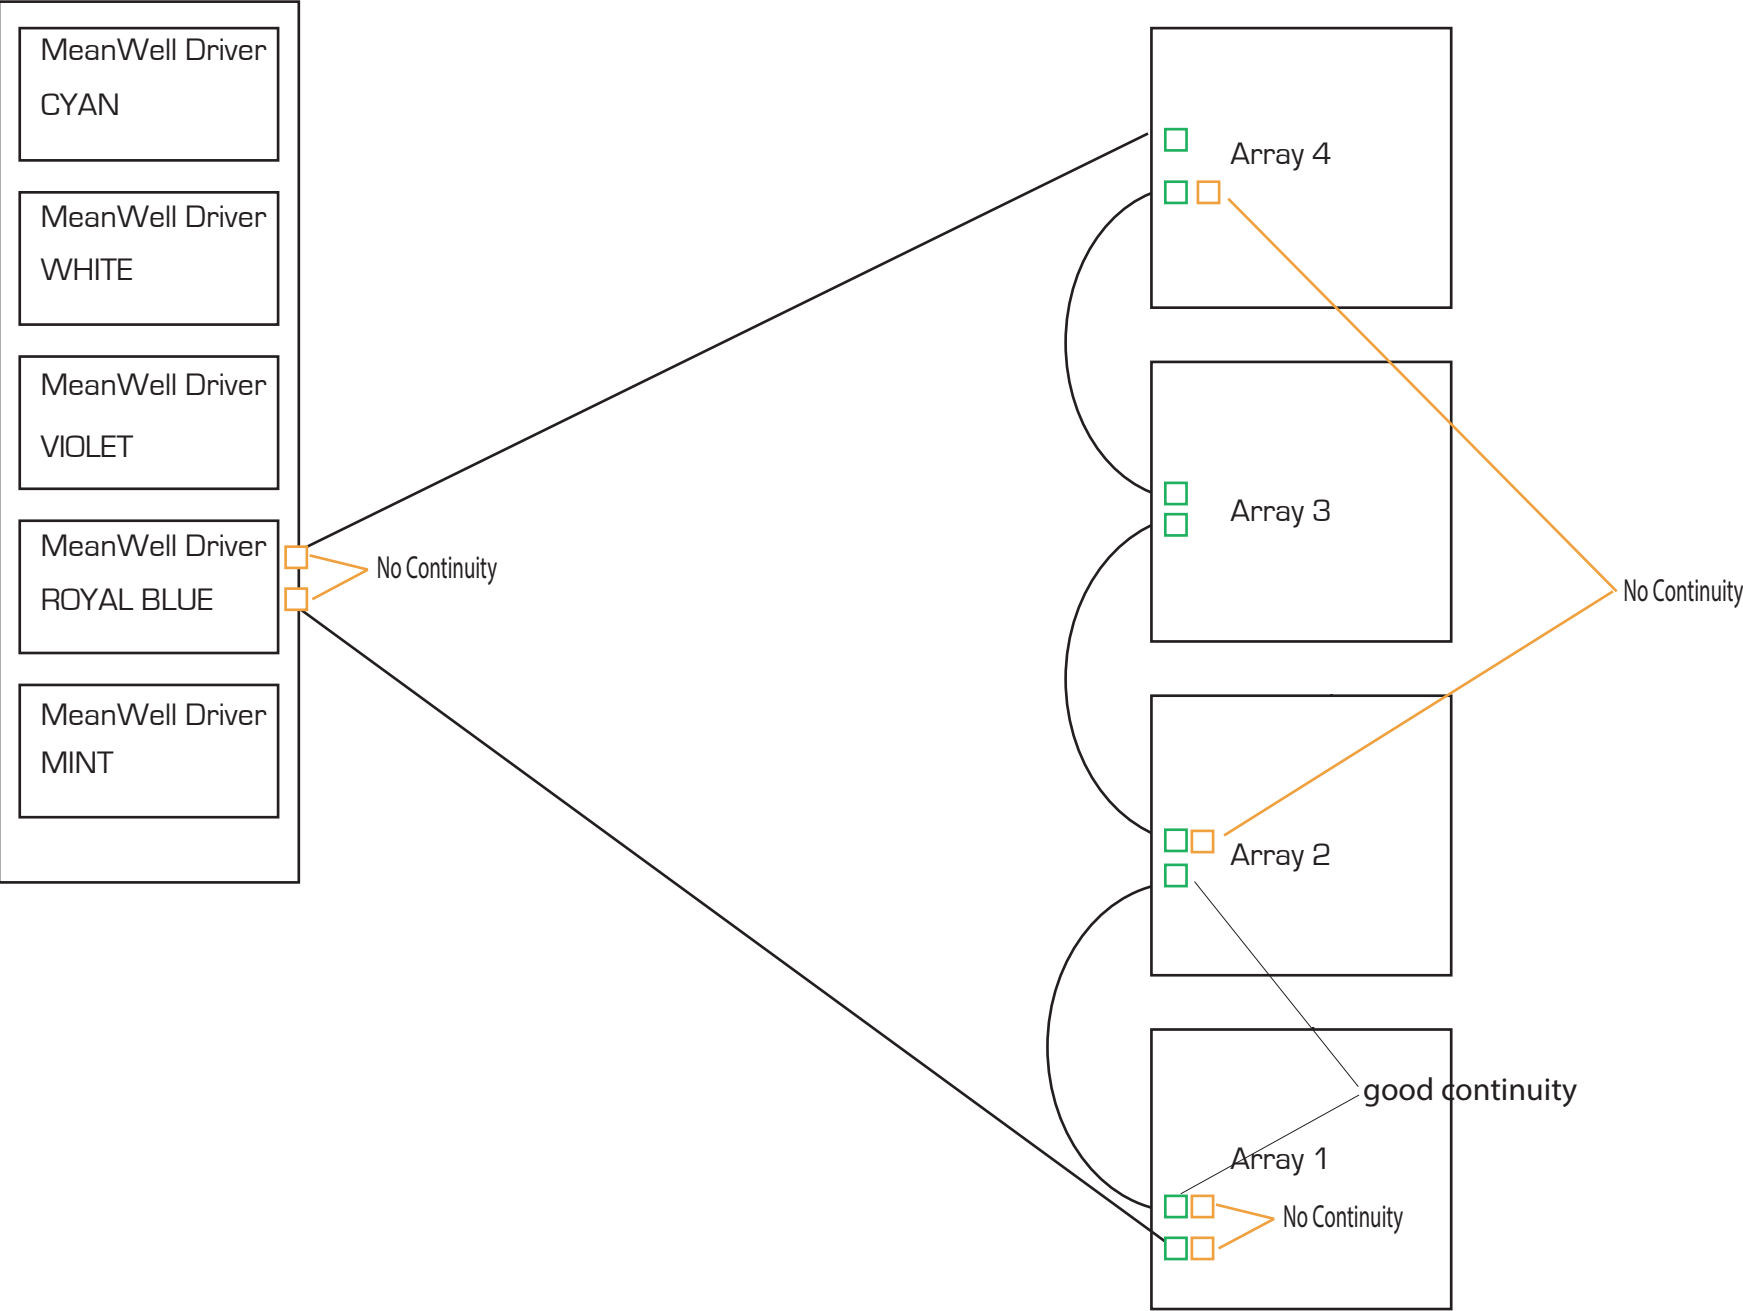 MeanWell Driver
CYAN
MeanWell Driver
WHITE
MeanWell Driver
VIOLET
MeanWell Driver
ROYAL BLUE
MeanWell Driver
MINT
No Continuity
Array 4
Array 3
No Continuity
Array 2
good continuity
Array 1
No Continuity